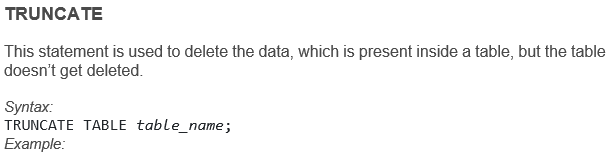 TRUNCATE
This statement is used to delete the data, which is present inside a table, but the table
doesn’t get deleted.
Syntax:
TRUNCATE TABLE table_name;
Example: